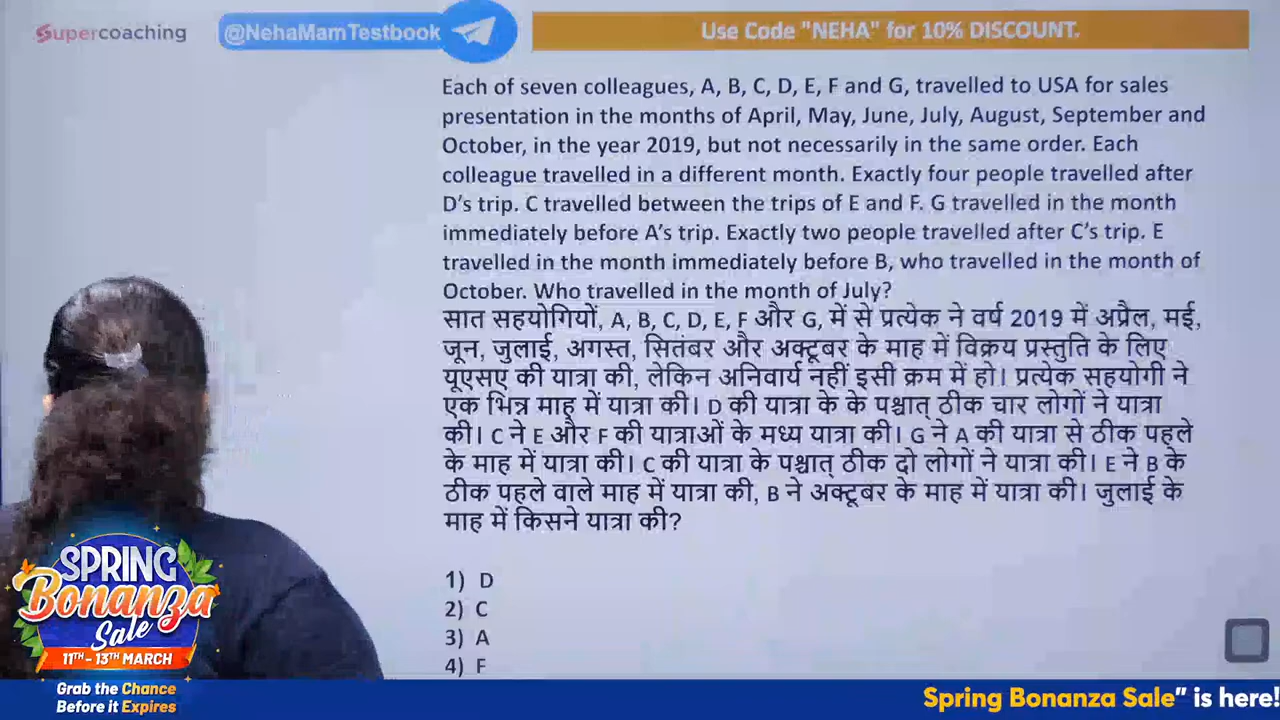 Supercoaching
@NehaMamTestbook
Use Code "NEHA" for 10% DISCOUNT.
Each of seven colleagues, A, B, C, D, E, F and G, travelled to USA for sales
presentation in the months of April, May, June, July, August, September and
October, in the year 2019, but not necessarily in the same order. Each
colleague travelled in a different month. Exactly four people travelled after
D’s trip. C travelled between the trips of E and F. G travelled in the month
immediately before A’s trip. Exactly two people travelled after C’s trip. E
travelled in the month immediately before B, who travelled in the month of
October. Who travelled in the month of July?
सात सहयोगियों, A, B, C, D, E, F और G, में से प्रत्येक ने वर्ष 2019 में अप्रैल, मई,
जून, जुलाई, अगस्त, सितंबर और अक्टूबर के माह में विक्रय प्रस्तुति के लिए
यूएसए की यात्रा की, लेकिन अनिवार्य नहीं इसी क्रम में हो। प्रत्येक सहयोगी ने
एक भिन्न माह में यात्रा की। D की यात्रा के के पश्चात् ठीक चार लोगों ने यात्रा
की। C ने E और F की यात्राओं के मध्य यात्रा की। G ने A की यात्रा से ठीक पहले
के माह में यात्रा की। C की यात्रा के पश्चात् ठीक दो लोगों ने यात्रा की। E ने B के
ठीक पहले वाले माह में यात्रा की, B ने अक्टूबर के माह में यात्रा की। जुलाई के
माह में किसने यात्रा की?
1) D
2) C
3) A
4) F
SPRING
Bonanza
Sale
11TH - 13TH MARCH
Grab the Chance
Before it Expires
Spring Bonanza Sale” is here!